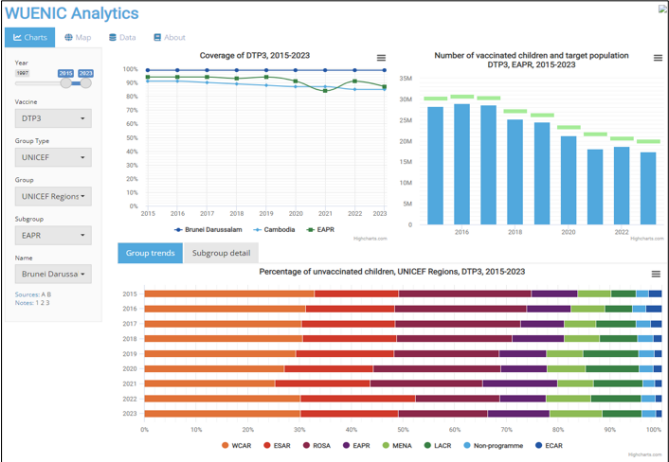 WUENIC Analytics
Charts
Map
Data
About
Year
1997
2015
2023
Vaccine
DTP3
Group Type
UNICEF
Group
UNICEF Regions
Subgroup
EAPR
Name
Brunei Darussa
Sources: A B
Notes: 1 2 3
Coverage of DTP3, 2015-2023
100%
90%
80%
70%
60%
50%
40%
30%
20%
10%
0%
2015 2016 2017 2018 2019 2020 2021 2022 2023
Brunei Darussalam Cambodia EAPR
Highcharts.com
Number of vaccinated children and target population
DTP3, EAPR, 2015-2023
35M
30M
25M
20M
15M
10M
5M
0M
2016 2018 2020 2022
Highcharts.com
Group trends
Subgroup detail
Percentage of unvaccinated children, UNICEF Regions, DTP3, 2015-2023
2015
2016
2017
2018
2019
2020
2021
2022
2023
0% 10% 20% 30% 40% 50% 60% 70% 80% 90% 100%
WCAR ESAR ROSA EAPR MENA LACR Non-programme ECAR
Highcharts.com